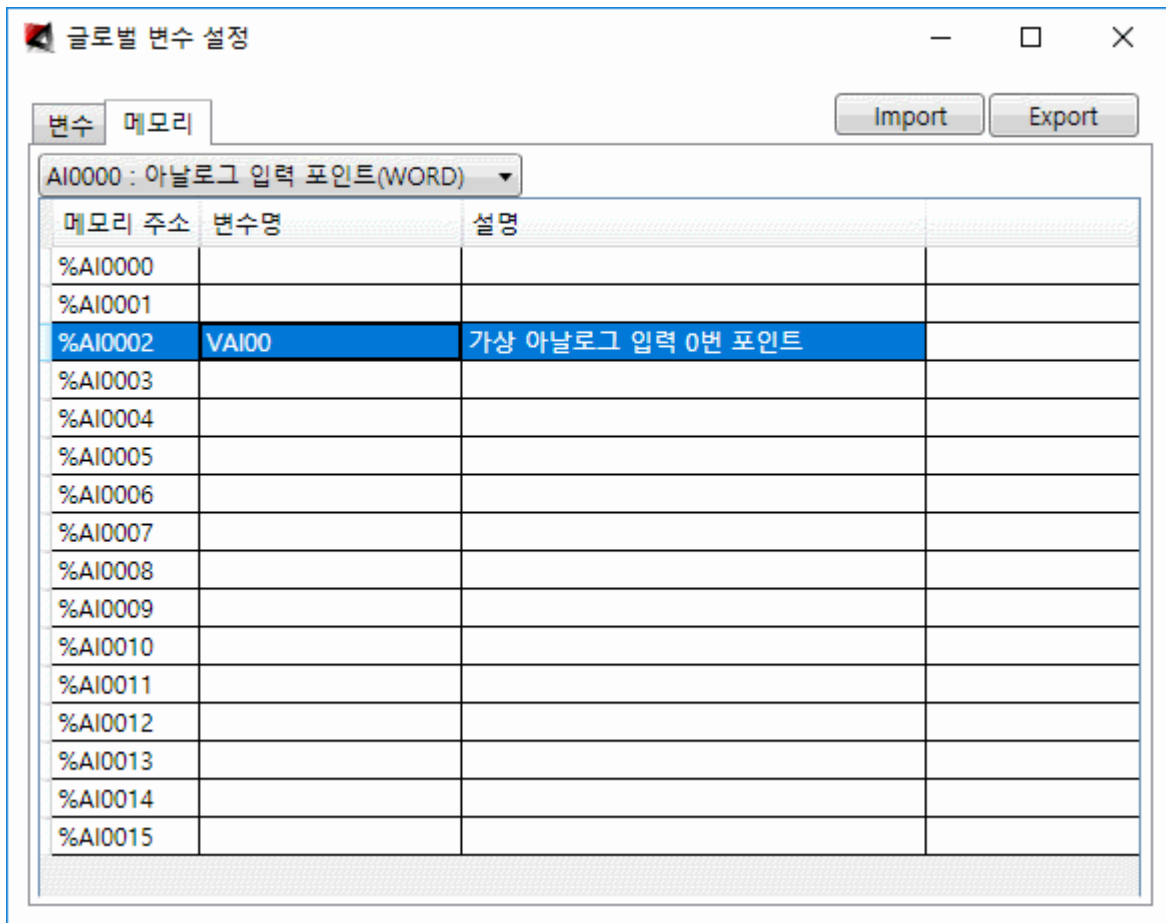 글로벌 변수 설정
변수 메모리 Import Export
AI0000 : 아날로그 입력 포인트(WORD)
메모리 주소 변수명 설명
%AI0000
%AI0001
%AI0002 VAI00 가상 아날로그 입력 0번 포인트
%AI0003
%AI0004
%AI0005
%AI0006
%AI0007
%AI0008
%AI0009
%AI0010
%AI0011
%AI0012
%AI0013
%AI0014
%AI0015